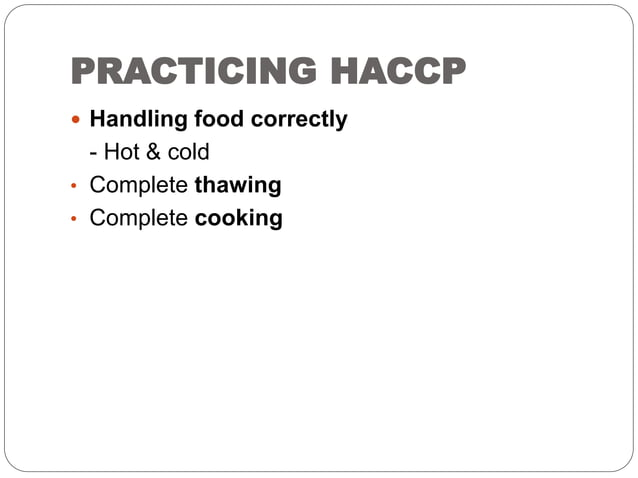 PRACTICING HACCP
• Handling food correctly
- Hot & cold
• Complete thawing
• Complete cooking